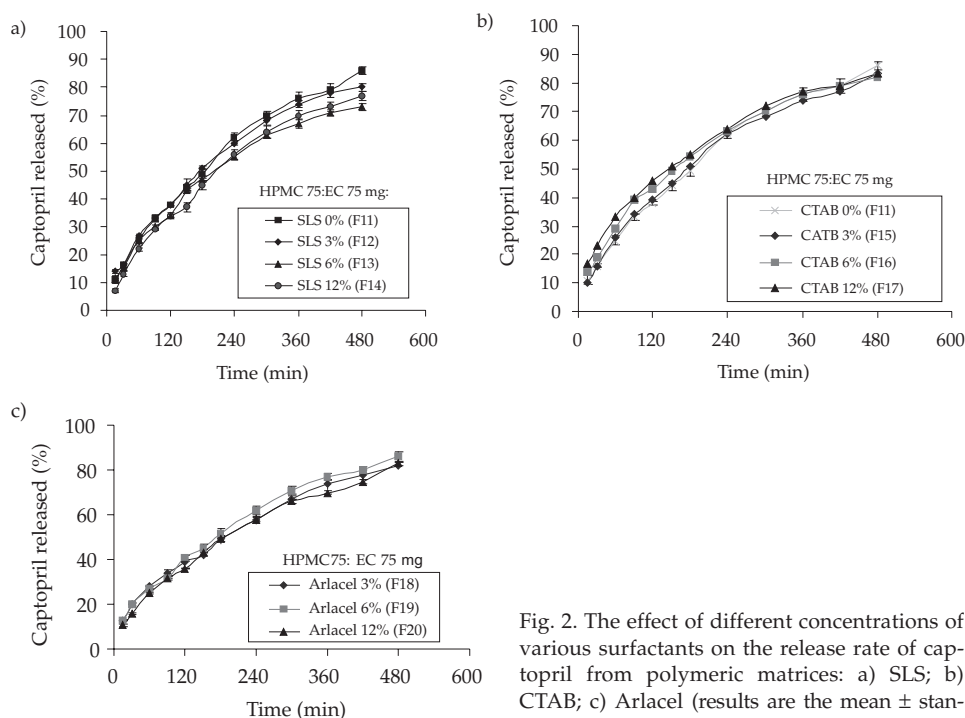 a)
Captopril released (%)
100
90
80
70
60
50
40
30
20
10
0
HPMC 75:EC 75 mg:
SLS 0% (F11)
SLS 3% (F12)
SLS 6% (F13)
SLS 12% (F14)
0 120 240 360 480 600
Time (min)
b)
Captopril released (%)
100
90
80
70
60
50
40
30
20
10
0
HPMC 75:EC 75 mg
CTAB 0% (F11)
CATB 3% (F15)
CTAB 6% (F16)
CTAB 12% (F17)
0 120 240 360 480 600
Time (min)
c)
Captopril released (%)
100
80
60
40
20
0
HPMC75: EC 75 mg
Arlacel 3% (F18)
Arlacel 6% (F19)
Arlacel 12% (F20)
0 120 240 360 480 600
Time (min)
Fig. 2. The effect of different concentrations of
various surfactants on the release rate of cap-
topril from polymeric matrices: a) SLS; b)
CTAB; c) Arlacel (results are the mean ± stan-